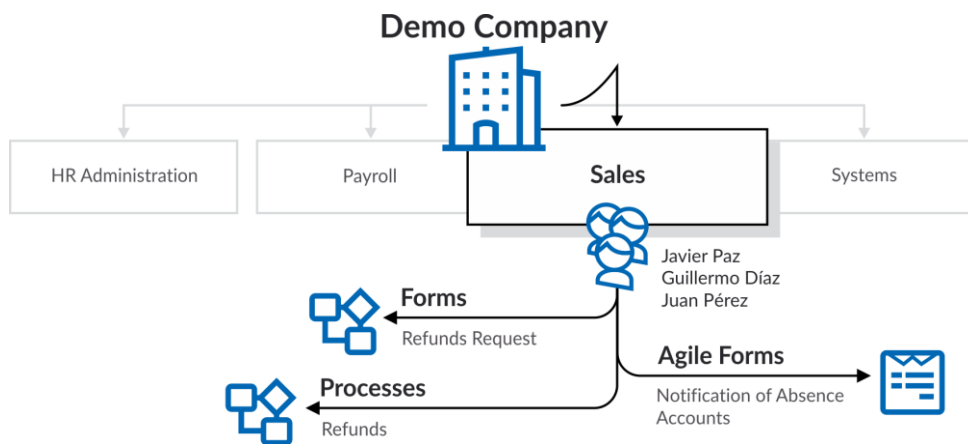 Demo Company
HR Administration
Payroll
Sales
Systems
Javier Paz
Guillermo Díaz
Juan Pérez
Forms
Refunds Request
Agile Forms
Notification of Absence
Accounts
Processes
Refunds